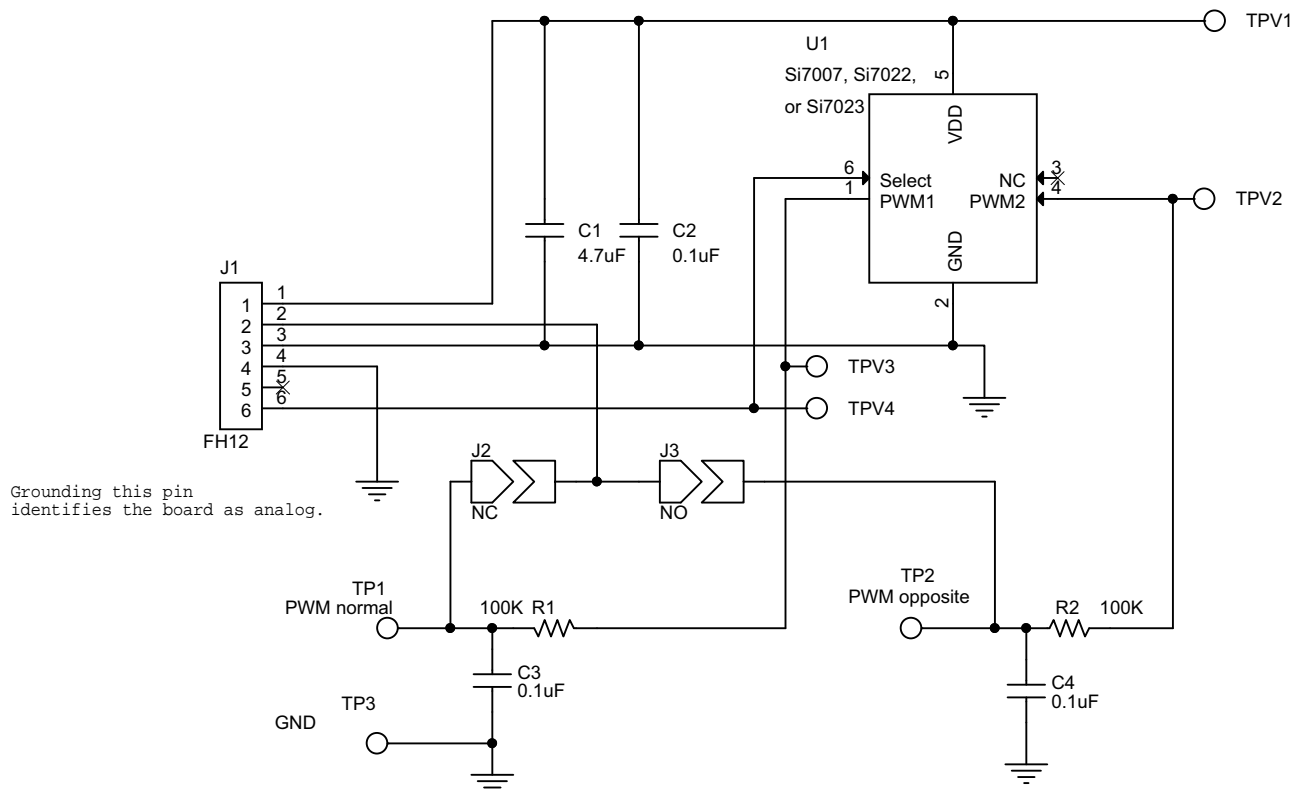 TPV1
U1
Si7007, Si7022,
or Si7023
5
VDD
6
Select
3
NC
1
PWM1
4
PWM2
TPV2
GND
2
C1
4.7uF
C2
0.1uF
J1
1
1
2
2
3
3
4
4
5
5
6
6
FH12
TPV3
TPV4
J2
NC
J3
NO
Grounding this pin
identifies the board as analog.
TP1
PWM normal
100K R1
C3
0.1uF
TP3
GND
TP2
PWM opposite
R2 100K
C4
0.1uF